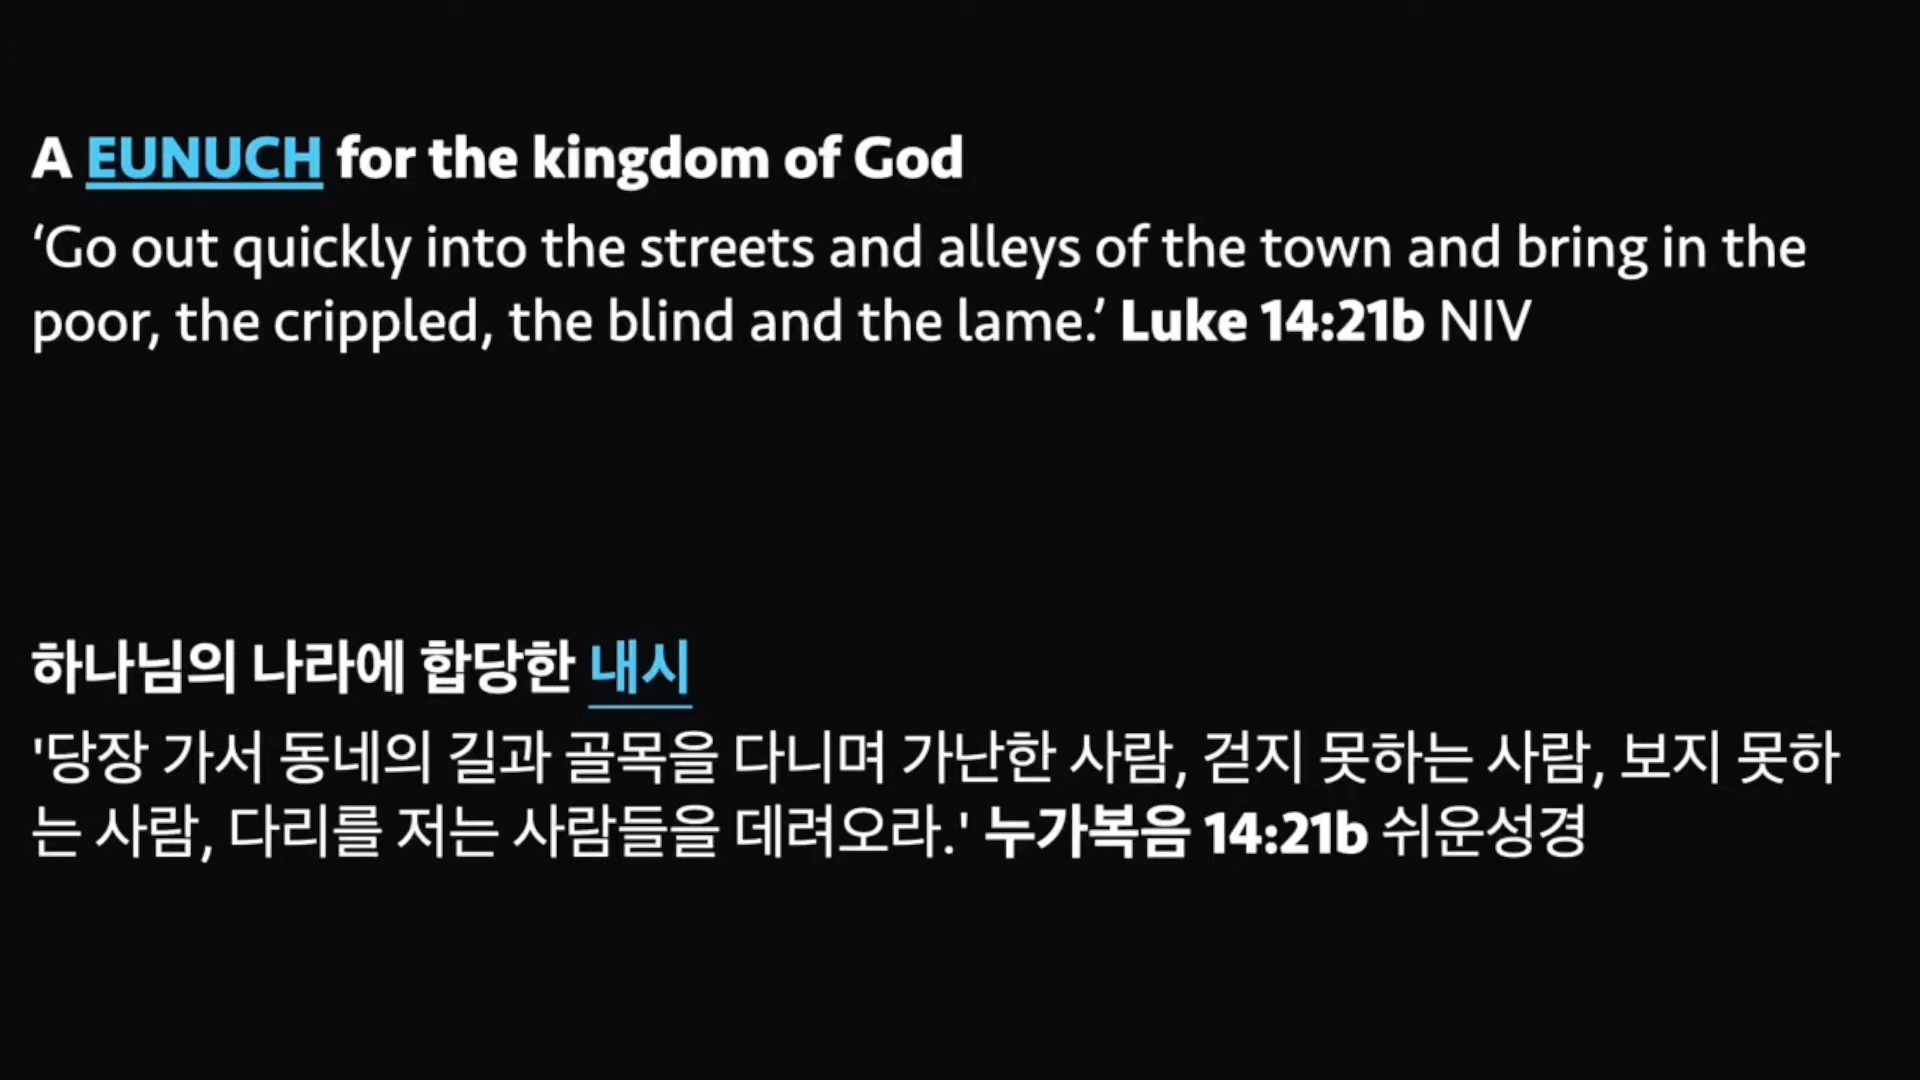 A EUNUCH for the kingdom of God
‘Go out quickly into the streets and alleys of the town and bring in the
poor, the crippled, the blind and the lame.’ Luke 14:21b NIV
하나님의 나라에 합당한 내시
'당장 가서 동네의 길과 골목을 다니며 가난한 사람, 걷지 못하는 사람, 보지 못하
는 사람, 다리를 저는 사람들을 데려오라.' 누가복음 14:21b 쉬운성경